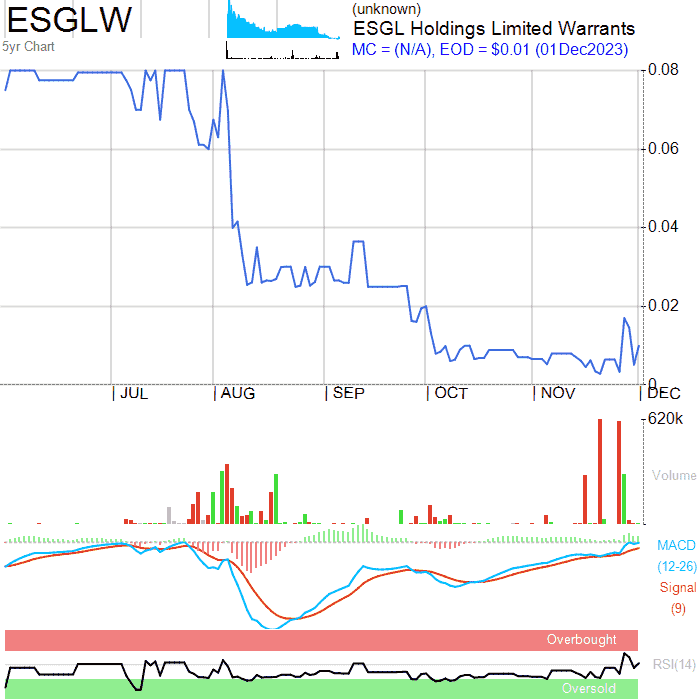 ESGLW
(unknown)
ESGL Holdings Limited Warrants
5yr Chart
MC = (N/A), EOD = $0.01 (01Dec2023)
0.08
0.06
0.04
0.02
0
JUL
AUG
SEP
OCT
NOV
DEC
620k
Volume
MACD
(12-26)
Signal
(9)
Overbought
RSI(14)
Oversold